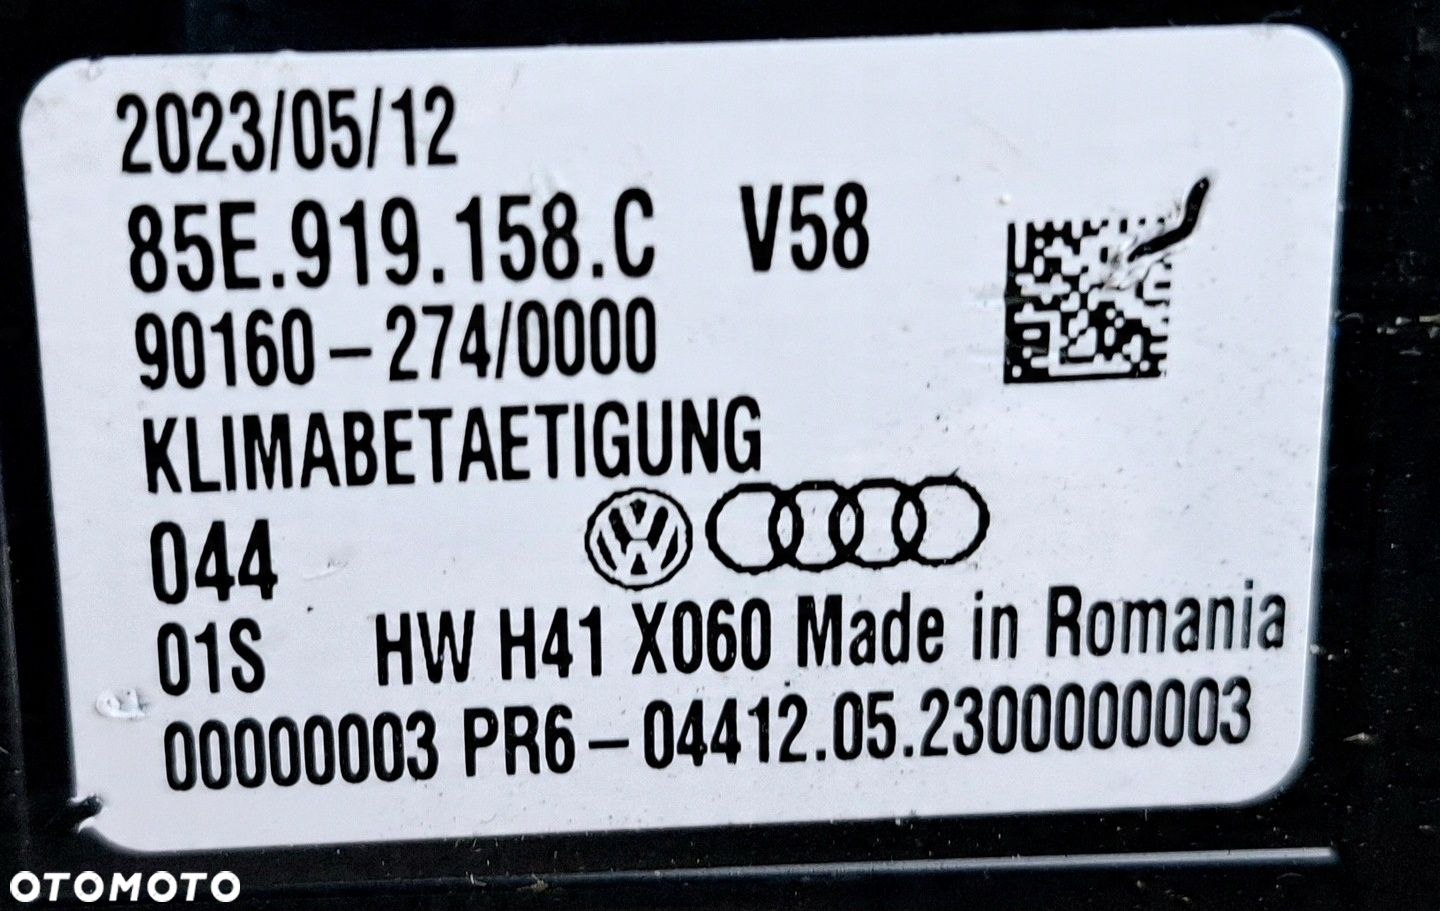 2023/05/12
85E.919.158.C V58
90160-274/0000
KLIMABETAETIGUNG
044
01S HW H41 X060 Made in Romania
00000003 PR6-04412.05.2300000000003
OTOMOTO